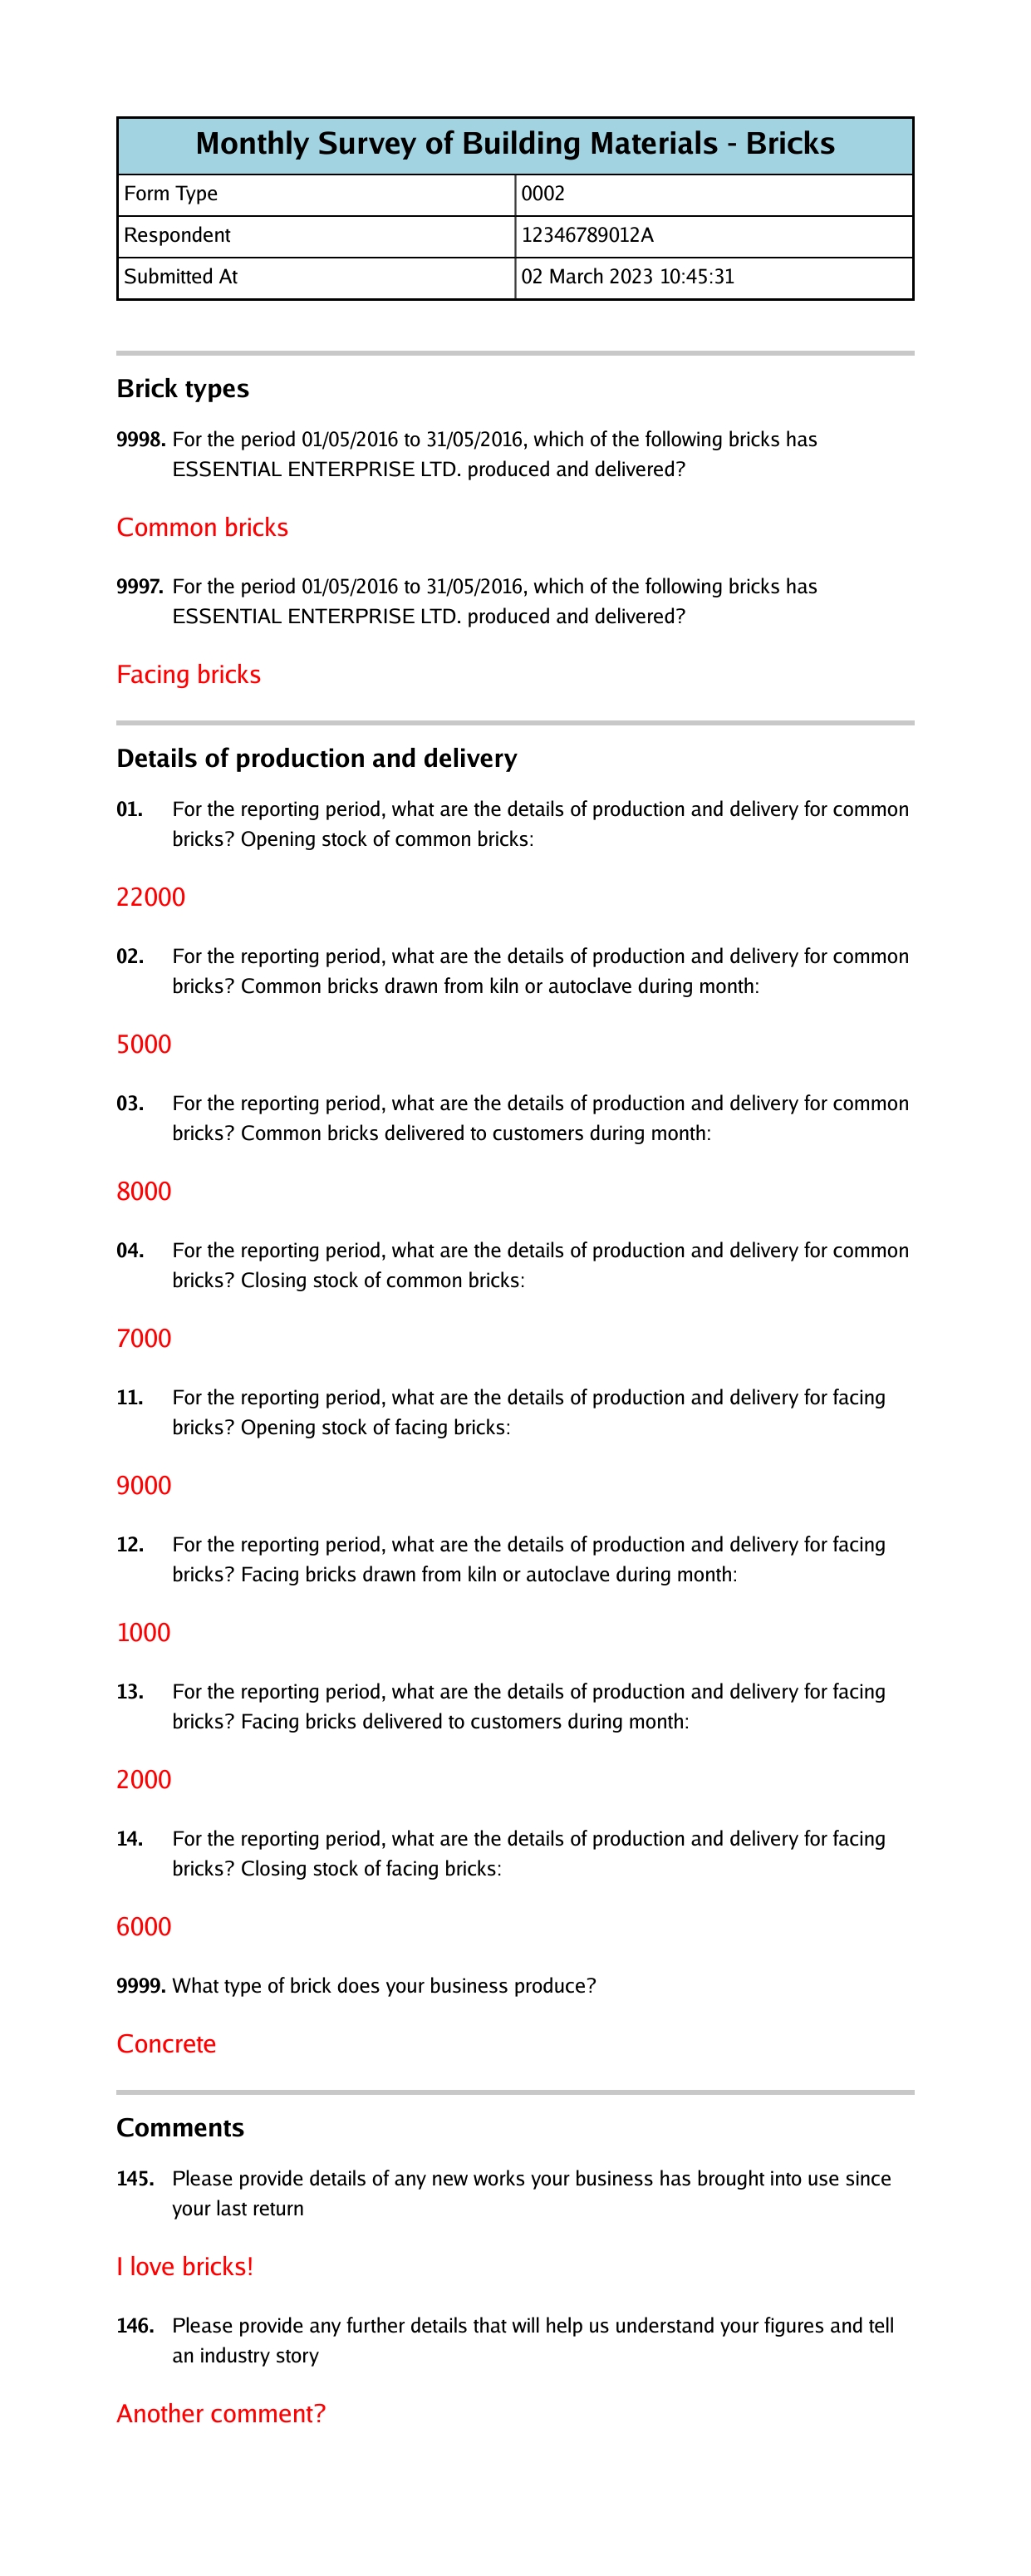 Monthly Survey of Building Materials - Bricks
Form Type 0002
Respondent 12346789012A
Submitted At 02 March 2023 10:45:31
Brick types
9998. For the period 01/05/2016 to 31/05/2016, which of the following bricks has
ESSENTIAL ENTERPRISE LTD. produced and delivered?
Common bricks
9997. For the period 01/05/2016 to 31/05/2016, which of the following bricks has
ESSENTIAL ENTERPRISE LTD. produced and delivered?
Facing bricks
Details of production and delivery
01. For the reporting period, what are the details of production and delivery for common
bricks? Opening stock of common bricks:
22000
02. For the reporting period, what are the details of production and delivery for common
bricks? Common bricks drawn from kiln or autoclave during month:
5000
03. For the reporting period, what are the details of production and delivery for common
bricks? Common bricks delivered to customers during month:
8000
04. For the reporting period, what are the details of production and delivery for common
bricks? Closing stock of common bricks:
7000
11. For the reporting period, what are the details of production and delivery for facing
bricks? Opening stock of facing bricks:
9000
12. For the reporting period, what are the details of production and delivery for facing
bricks? Facing bricks drawn from kiln or autoclave during month:
1000
13. For the reporting period, what are the details of production and delivery for facing
bricks? Facing bricks delivered to customers during month:
2000
14. For the reporting period, what are the details of production and delivery for facing
bricks? Closing stock of facing bricks:
6000
9999. What type of brick does your business produce?
Concrete
Comments
145. Please provide details of any new works your business has brought into use since
your last return
I love bricks!
146. Please provide any further details that will help us understand your figures and tell
an industry story
Another comment?